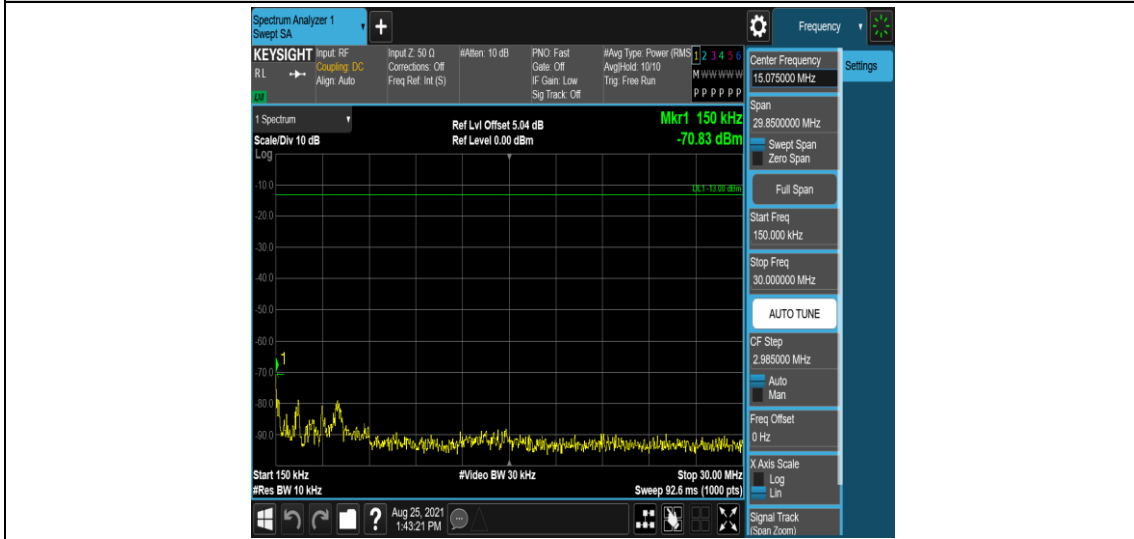 Spectrum Analyzer 1
Swept SA
+
Frequency
KEYSIGHT
RL
LNI
Input: RF
Coupling: DC
Align: Auto
Input Z: 50 Ω
Corrections: Off
Freq Ref: Int (S)
#Atten: 10 dB
PNO: Fast
Gate: Off
IF Gain: Low
Sig Track: Off
#Avg Type: Power (RMS
Avg|Hold: 10/10
Trig: Free Run
1 2 3 4 5 6
M W W W W W
P P P P P P
1 Spectrum
Scale/Div 10 dB
Log
Ref Lvl Offset 5.04 dB
Ref Level 0.00 dBm
Mkr1 150 kHz
-70.83 dBm
DL1 -13.00 dBm
-10.0
-20.0
-30.0
-40.0
-50.0
-60.0
1
-70.0
-80.0
-90.0
Start 150 kHz
#Res BW 10 kHz
#Video BW 30 kHz
Stop 30.00 MHz
Sweep 92.6 ms (1000 pts)
Center Frequency
15.075000 MHz
Settings
Span
29.8500000 MHz
Swept Span
Zero Span
Full Span
Start Freq
150.000 kHz
Stop Freq
30.000000 MHz
AUTO TUNE
CF Step
2.985000 MHz
Auto
Man
Freq Offset
0 Hz
X Axis Scale
Log
Lin
Signal Track
(Span Zoom)
?
Aug 25, 2021
1:43:21 PM